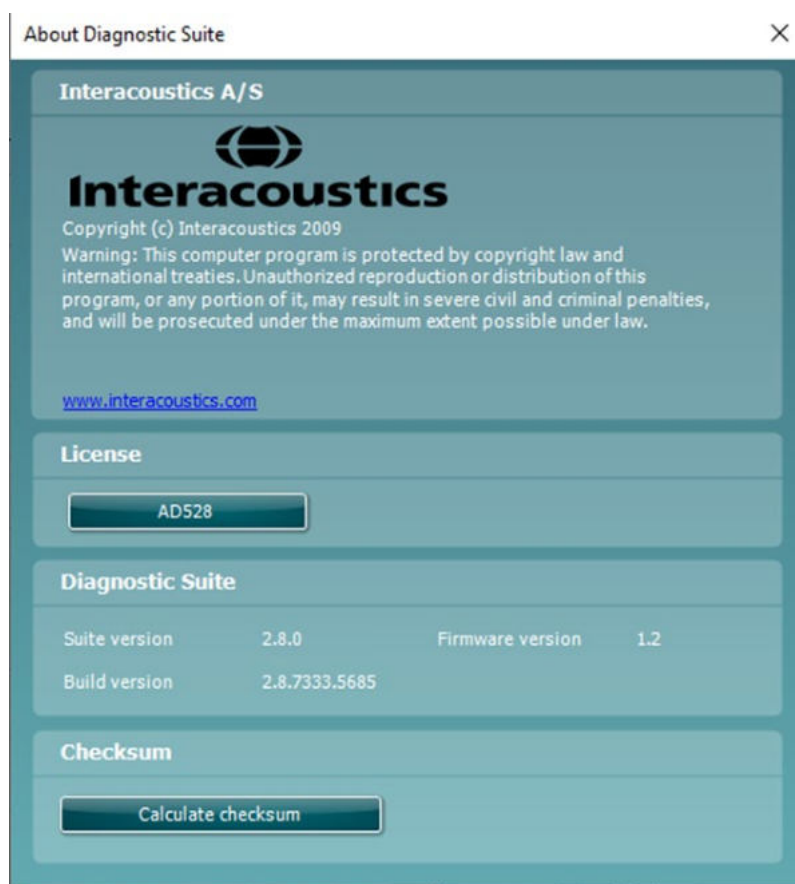 About Diagnostic Suite
Interacoustics A/S
Interacoustics
Copyright (c) Interacoustics 2009
Warning: This computer program is protected by copyright law and
international treaties. Unauthorized reproduction or distribution of this
program, or any portion of it, may result in severe civil and criminal penalties,
and will be prosecuted under the maximum extent possible under law.
www.interacoustics.com
License
AD528
Diagnostic Suite
Suite version 2.8.0 Firmware version 1.2
Build version 2.8.7333.5685
Checksum
Calculate checksum